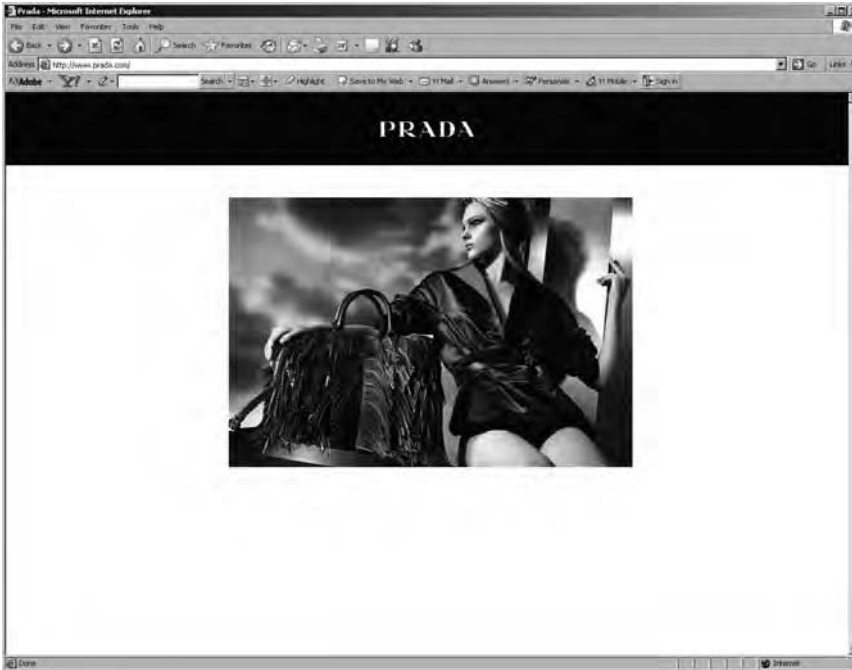 Prada - Microsoft Internet Explorer
File Edit View Favorites Tools Help
Back Search Favorites
Address http://www.prada.com/ Go Links
Adobe Y! Search Highlight Save to My Web Y! Mail Answers Personals Y! Mobile Sign in
PRADA
Done Internet